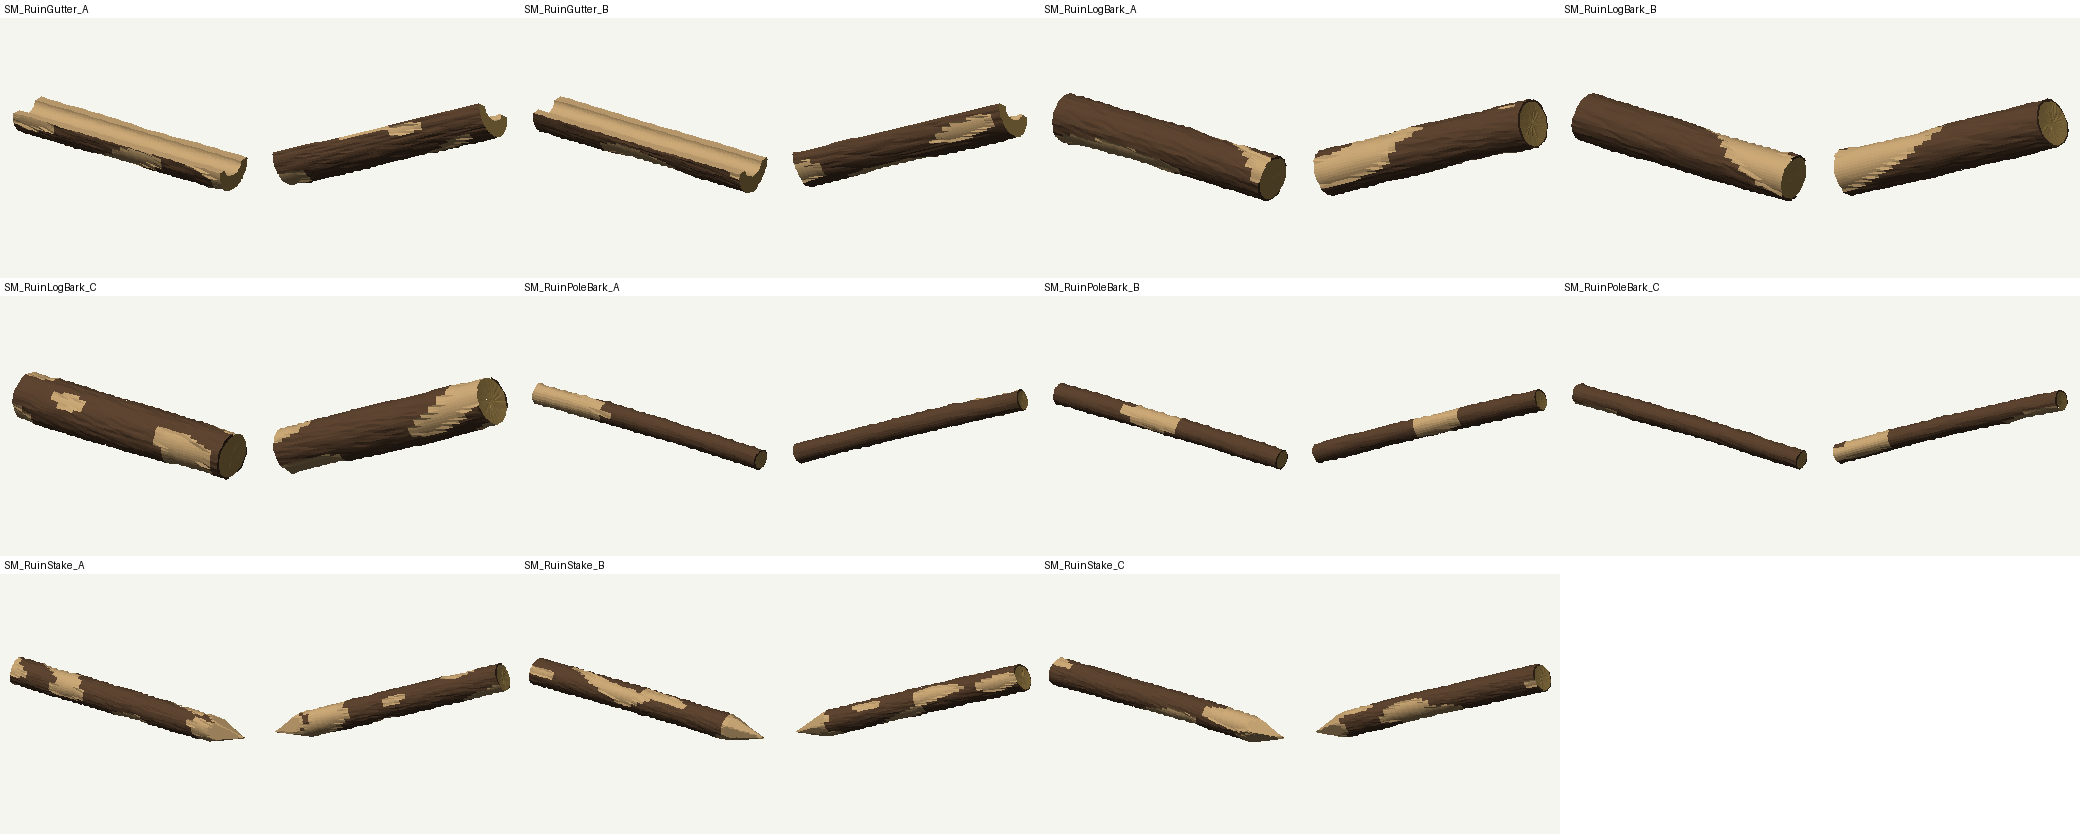 SM_RuinGutter_A
SM_RuinGutter_B
SM_RuinLogBark_A
SM_RuinLogBark_B
SM_RuinLogBark_C
SM_RuinPoleBark_A
SM_RuinPoleBark_B
SM_RuinPoleBark_C
SM_RuinStake_A
SM_RuinStake_B
SM_RuinStake_C